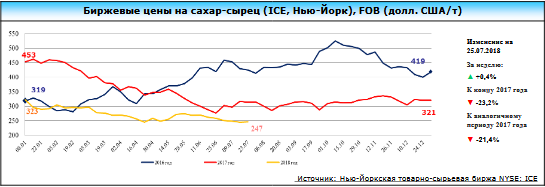 Биржевые цены на сахар-сырец (ICE, Нью-Йорк), FOB (долл. США/т)
550
500
450
400
350
300
250
200
453
319
323
419
321
247
2016 год
2017 год
2018 год
Изменение на
25.07.2018
За неделю:
+0,4%
К концу 2017 года
-23,2%
К аналогичному
периоду 2017 года
-21,4%
Источник: Нью-Йоркская товарно-сырьевая биржа NYSE: ICE